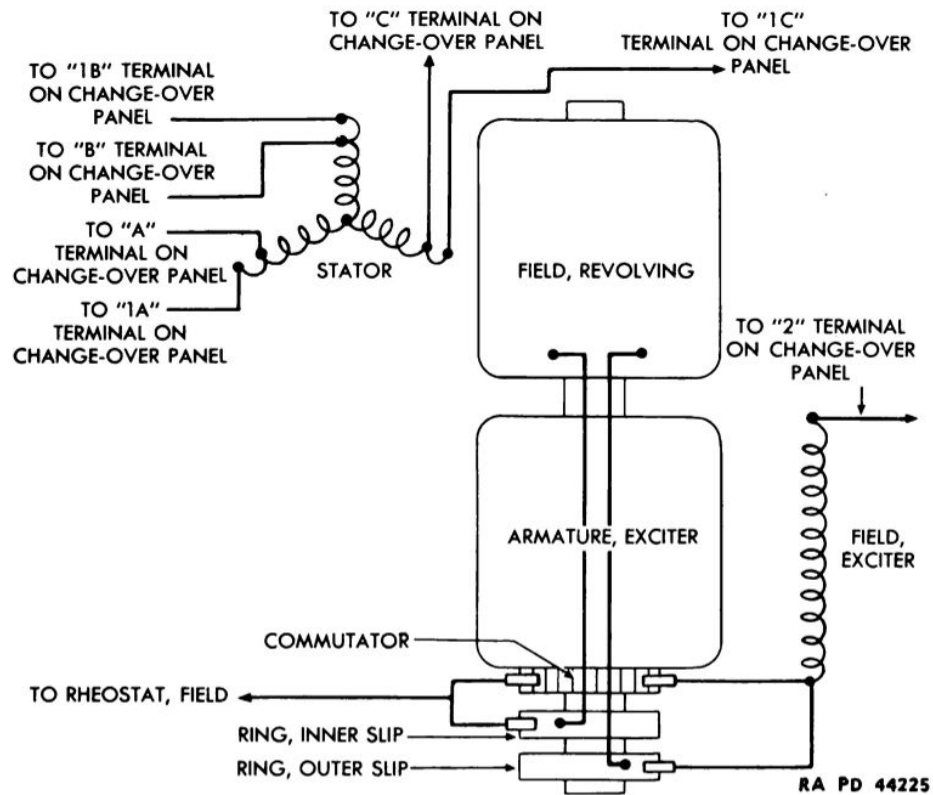 TO "C" TERMINAL ON
CHANGE-OVER PANEL
TO "1C"
TERMINAL ON CHANGE-OVER
PANEL
TO "1B" TERMINAL
ON CHANGE-OVER
PANEL
TO "B" TERMINAL
ON CHANGE-OVER
PANEL
TO "A"
TERMINAL ON
CHANGE-OVER PANEL
STATOR
TO "1A"
TERMINAL ON
CHANGE-OVER PANEL
FIELD, REVOLVING
TO "2" TERMINAL
ON CHANGE-OVER
PANEL
ARMATURE, EXCITER
FIELD,
EXCITER
COMMUTATOR
TO RHEOSTAT, FIELD
RING, INNER SLIP
RING, OUTER SLIP
RA PD 44225